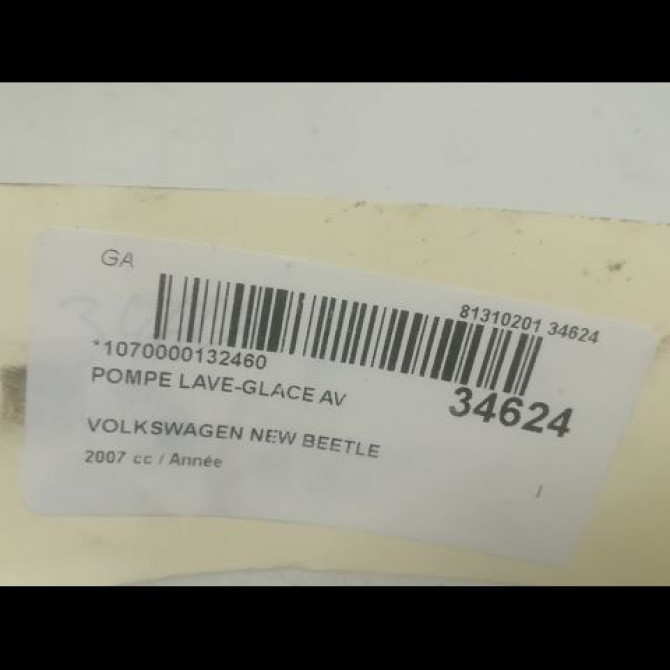 GA
81310201 34624
*1070000132460
POMPE LAVE-GLACE AV
34624
VOLKSWAGEN NEW BEETLE
2007 cc / Année
/